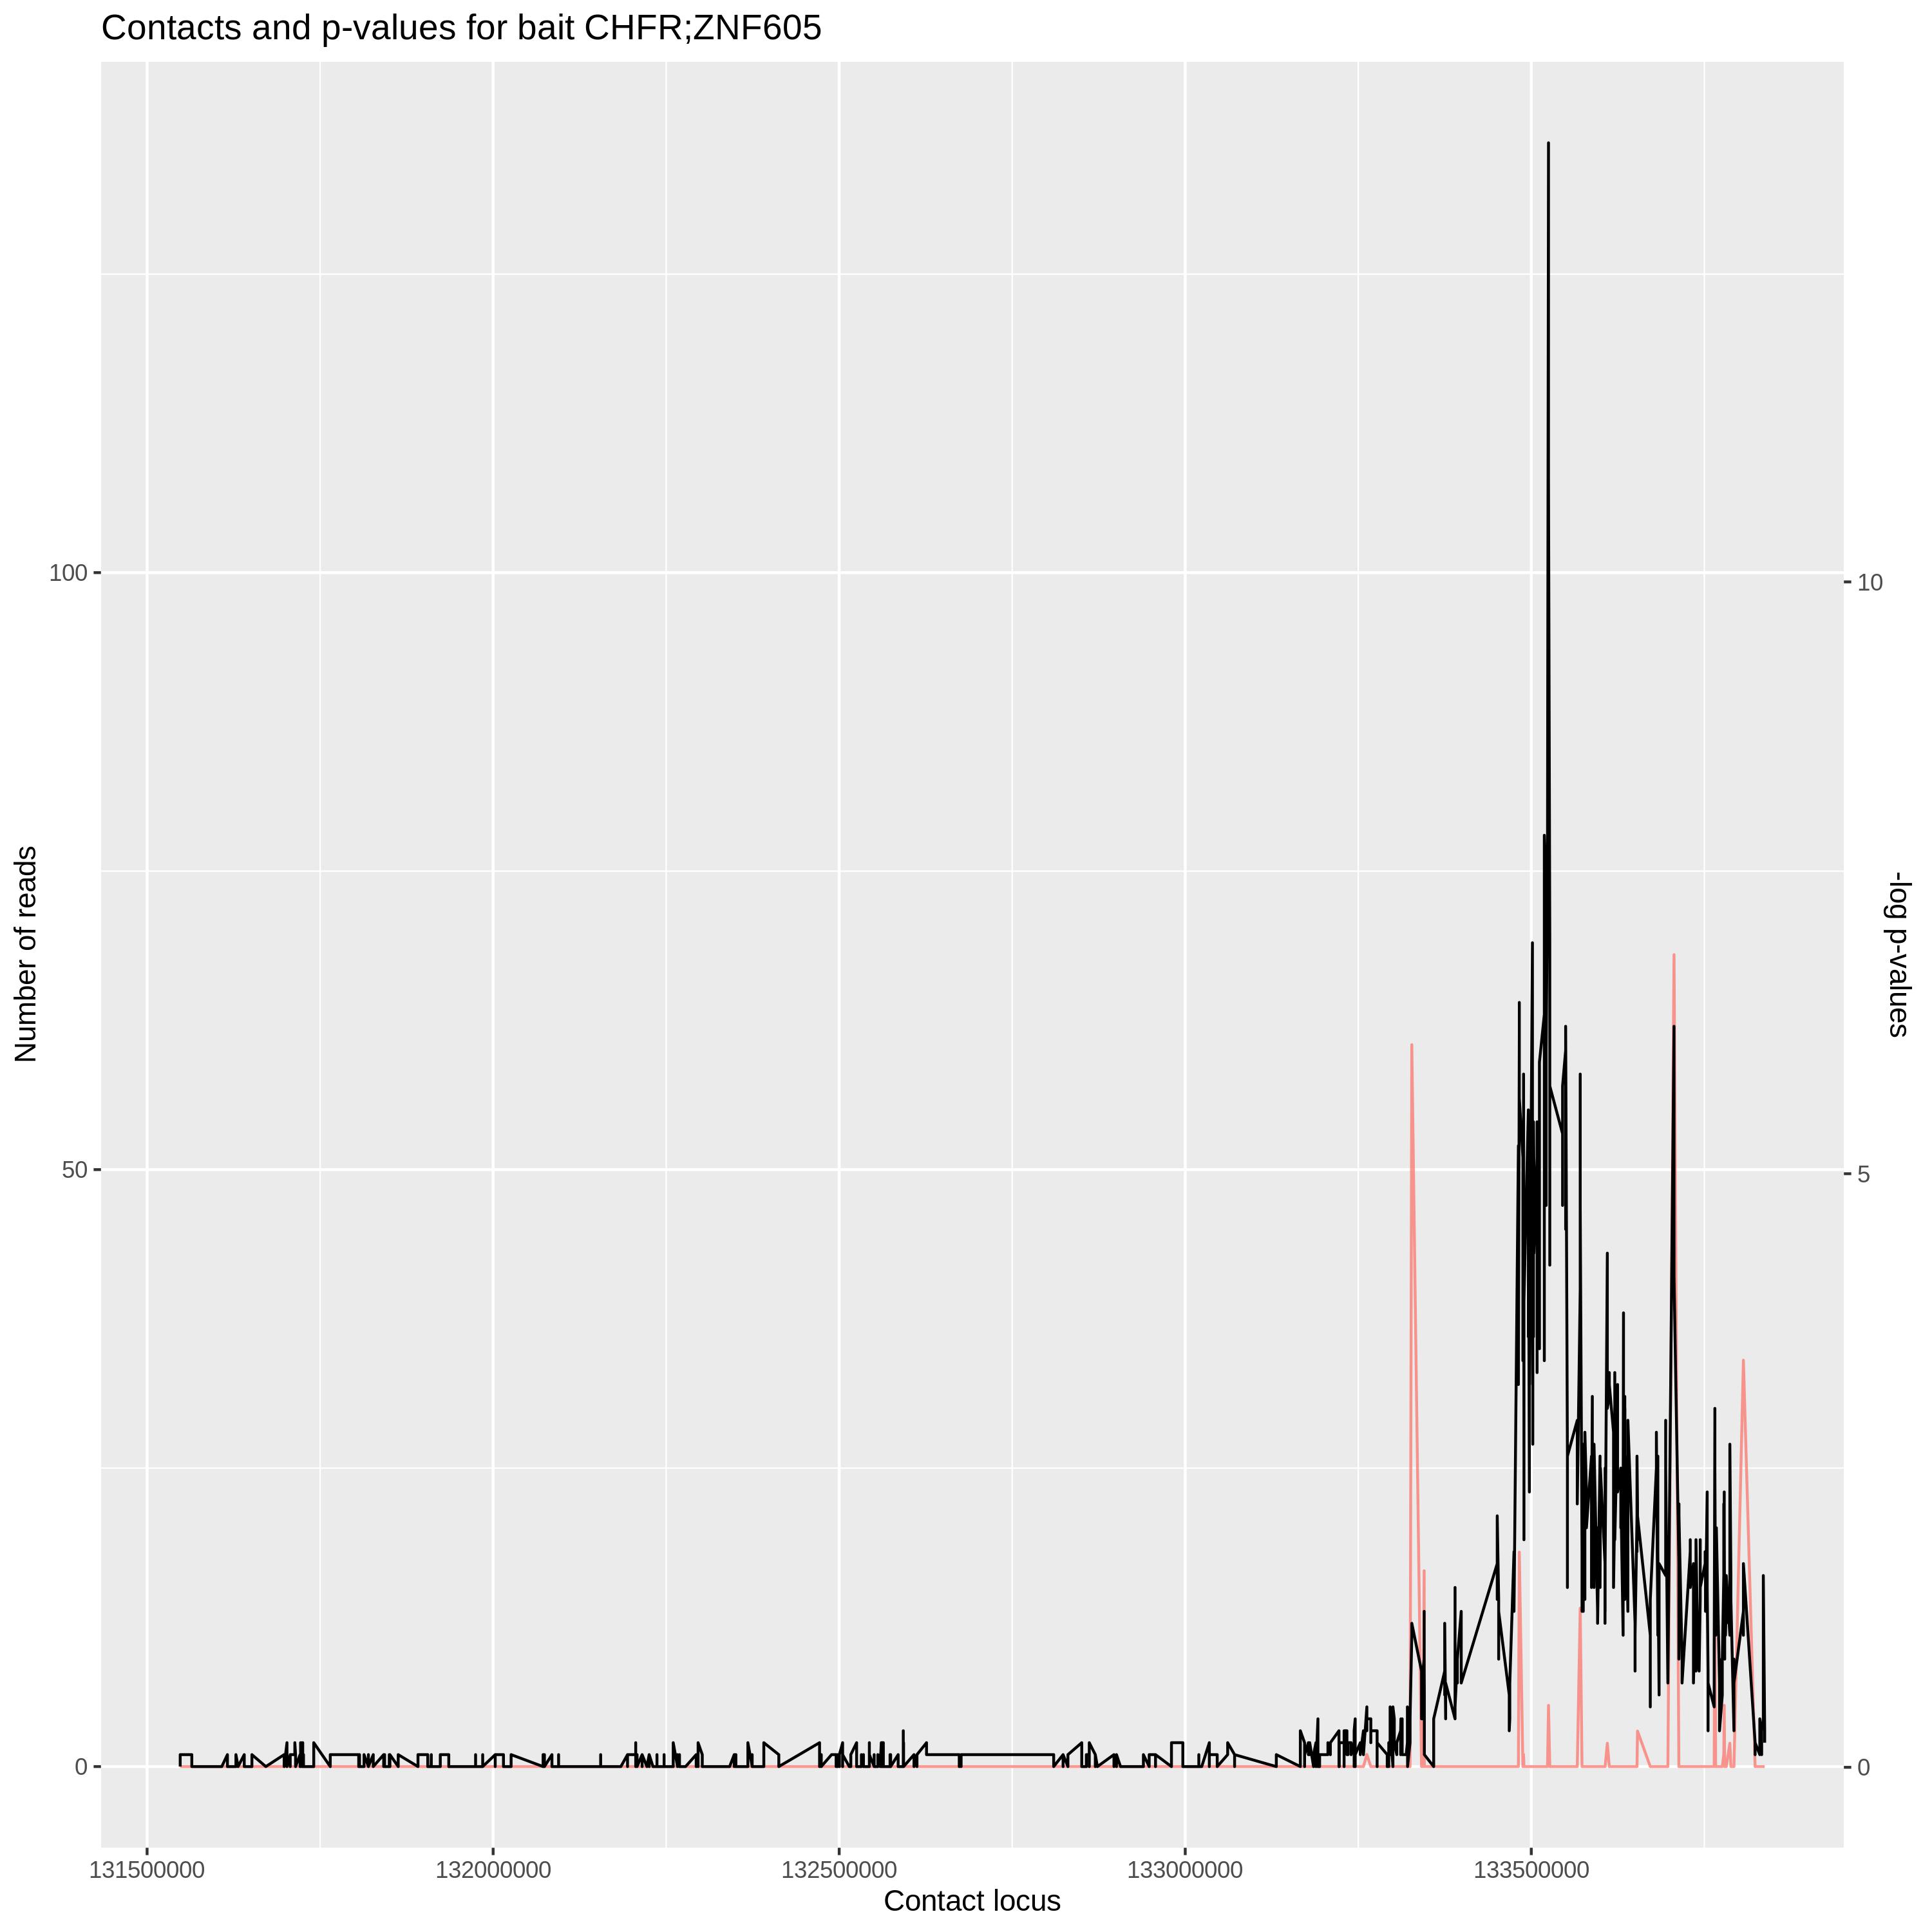 Contacts and p-values for bait CHFR;ZNF605
Number of reads
100
50
0
10
5
0
-log p-values
131500000
132000000
132500000
133000000
133500000
Contact locus